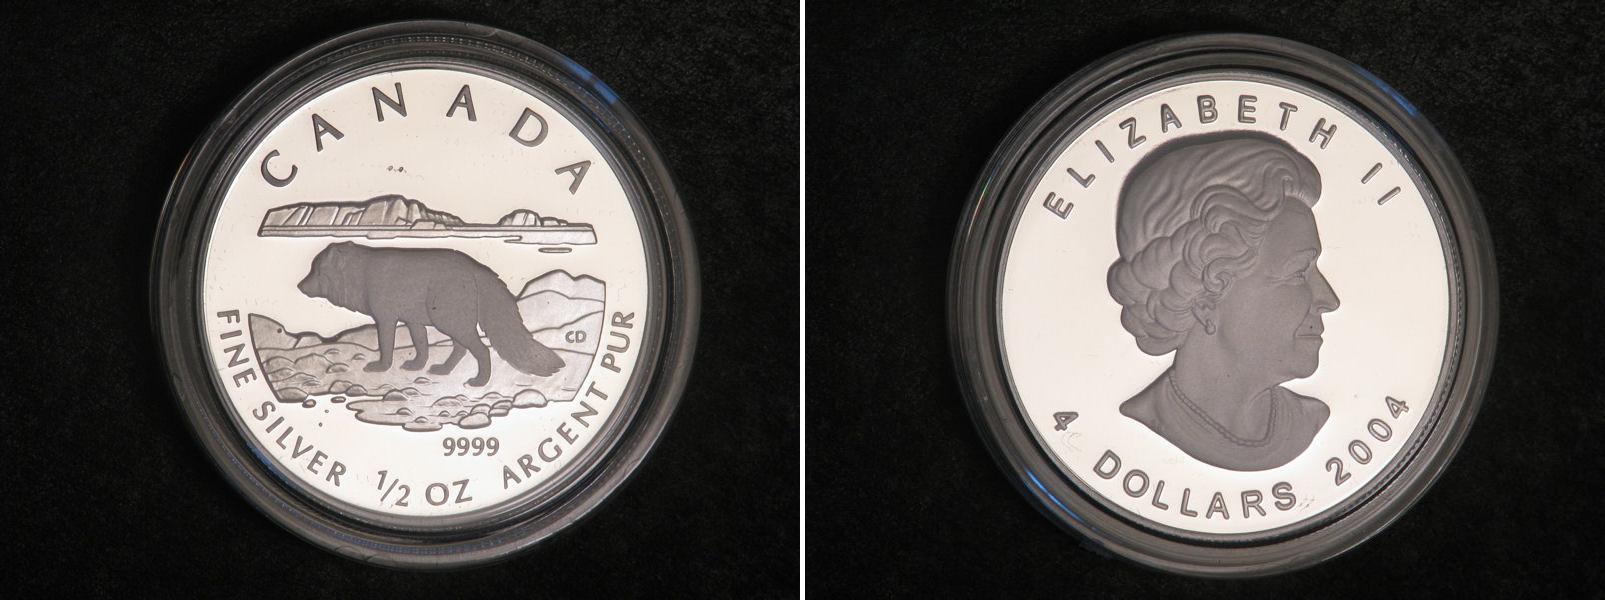 CANADA
CD
9999
FINE SILVER 1/2 OZ ARGENT PUR
ELIZABETH II
4 DOLLARS 2004